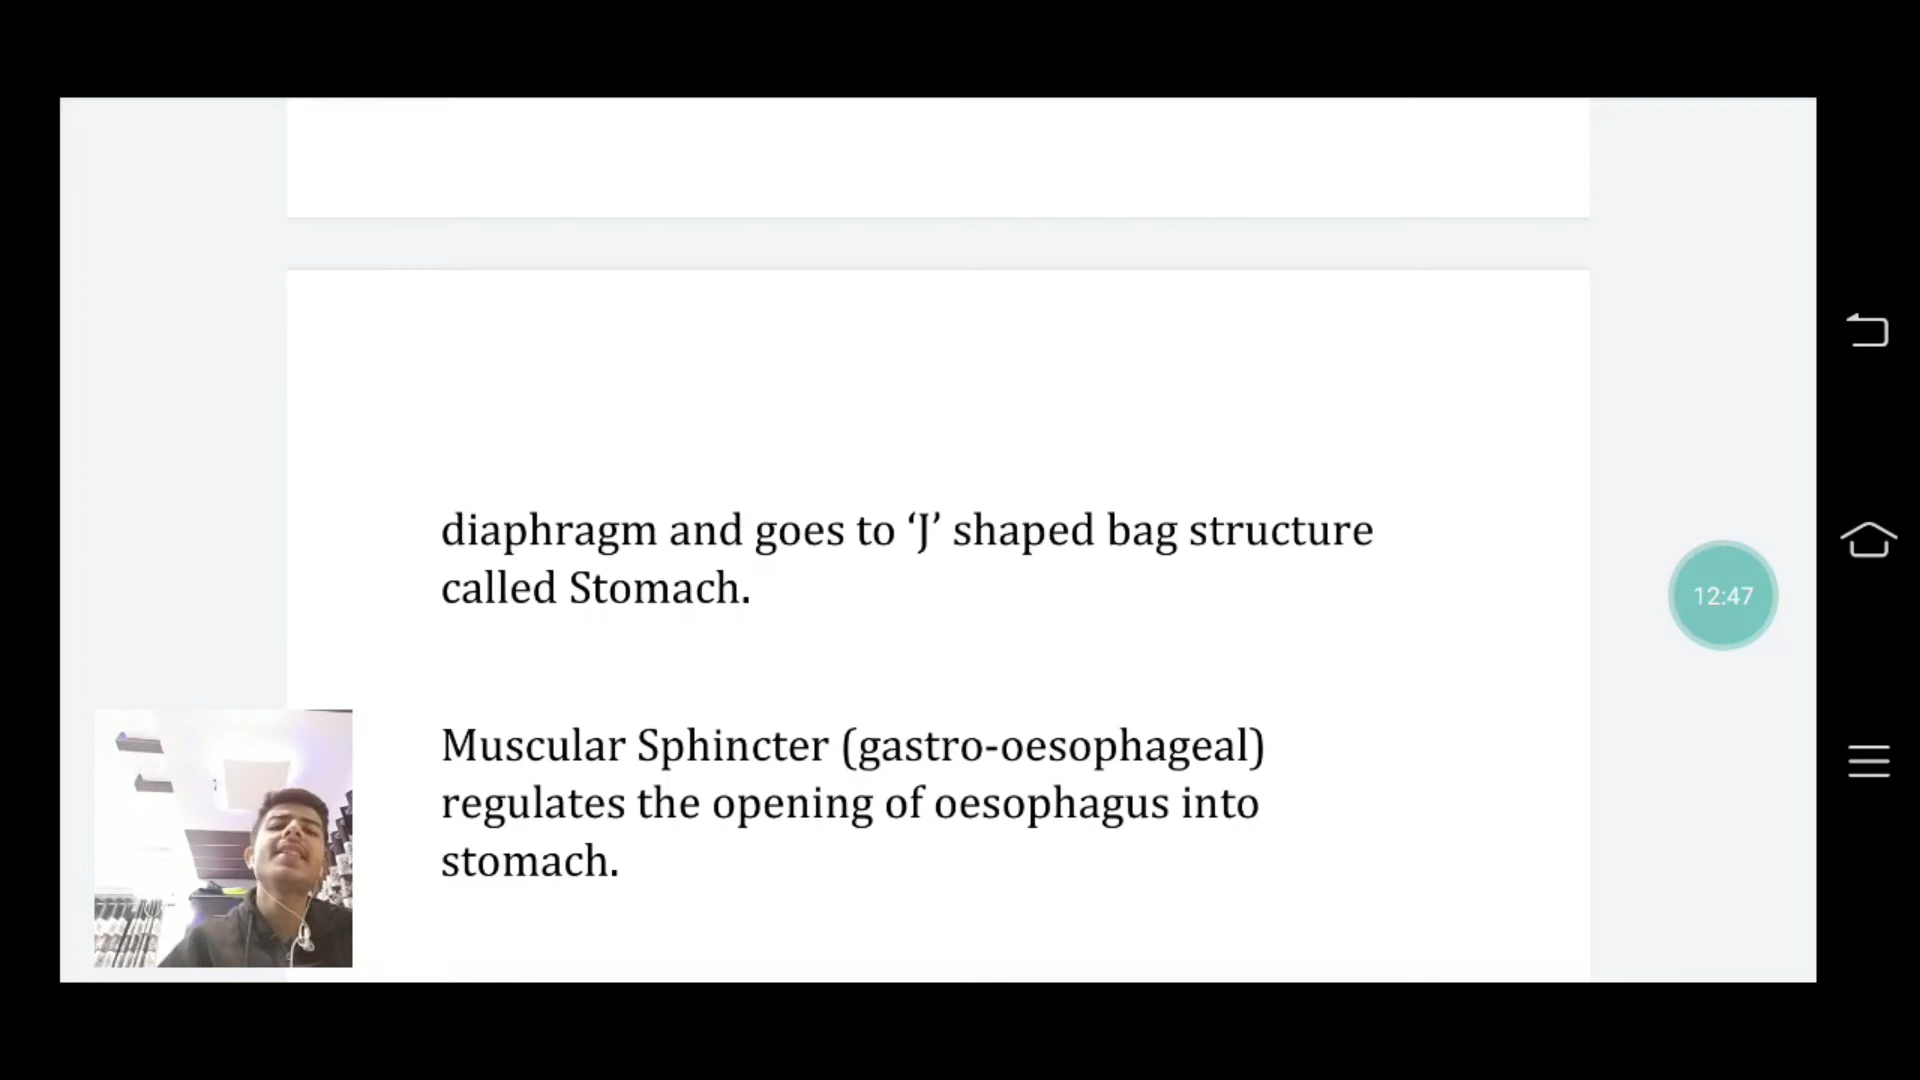 diaphragm and goes to ‘J’ shaped bag structure
called Stomach.
12:47
Muscular Sphincter (gastro-oesophageal)
regulates the opening of oesophagus into
stomach.